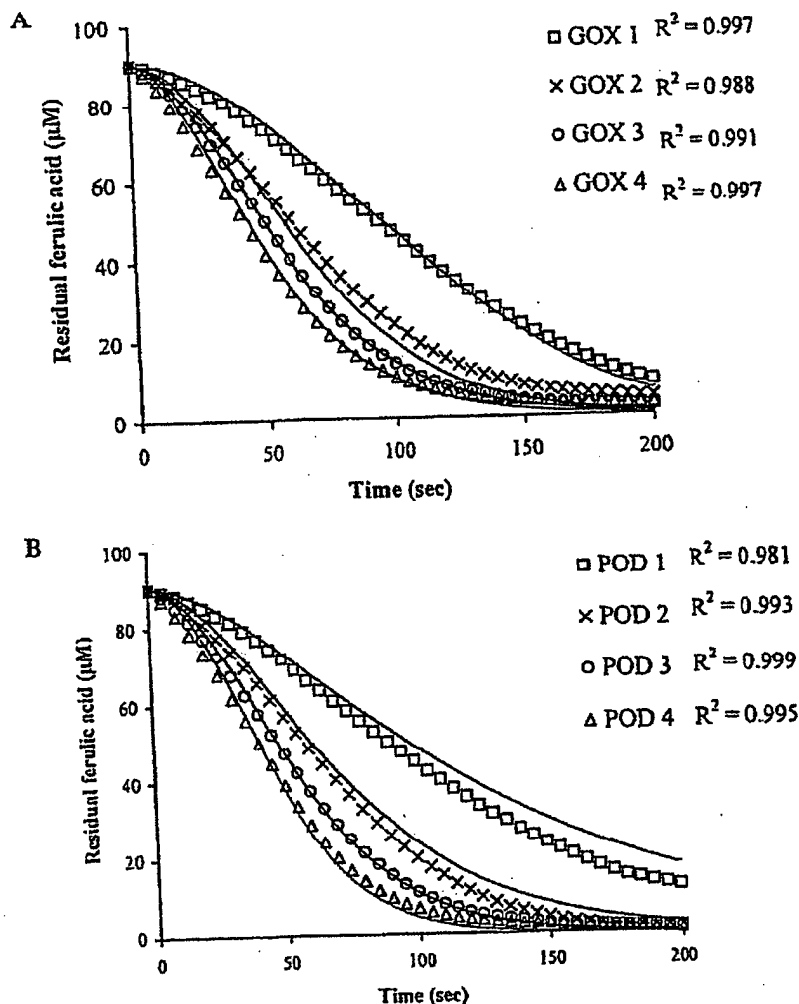 A
100
80
60
40
20
0
Residual ferulic acid (μM)
0 50 100 150 200
Time (sec)
□ GOX 1 R² = 0.997
× GOX 2 R² = 0.988
○ GOX 3 R² = 0.991
△ GOX 4 R² = 0.997
B
100
80
60
40
20
0
Residual ferulic acid (μM)
0 50 100 150 200
Time (sec)
□ POD 1 R² = 0.981
× POD 2 R² = 0.993
○ POD 3 R² = 0.999
△ POD 4 R² = 0.995